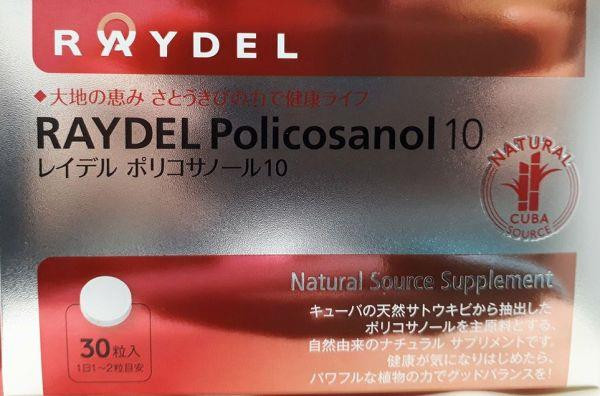 RAYDEL
◆大地の恵み さとうきびの力で健康ライフ
RAYDEL Policosanol 10
レイデル ポリコサノール10
NATURAL
CUBA
SOURCE
Natural Source Supplement
キューバの天然サトウキビから抽出した
ポリコサノールを主原料とする、
自然由来のナチュラル サプリメントです。
健康が気になりはじめたら、
パワフルな植物の力でグッドバランスを!
30粒入
1日1~2粒目安